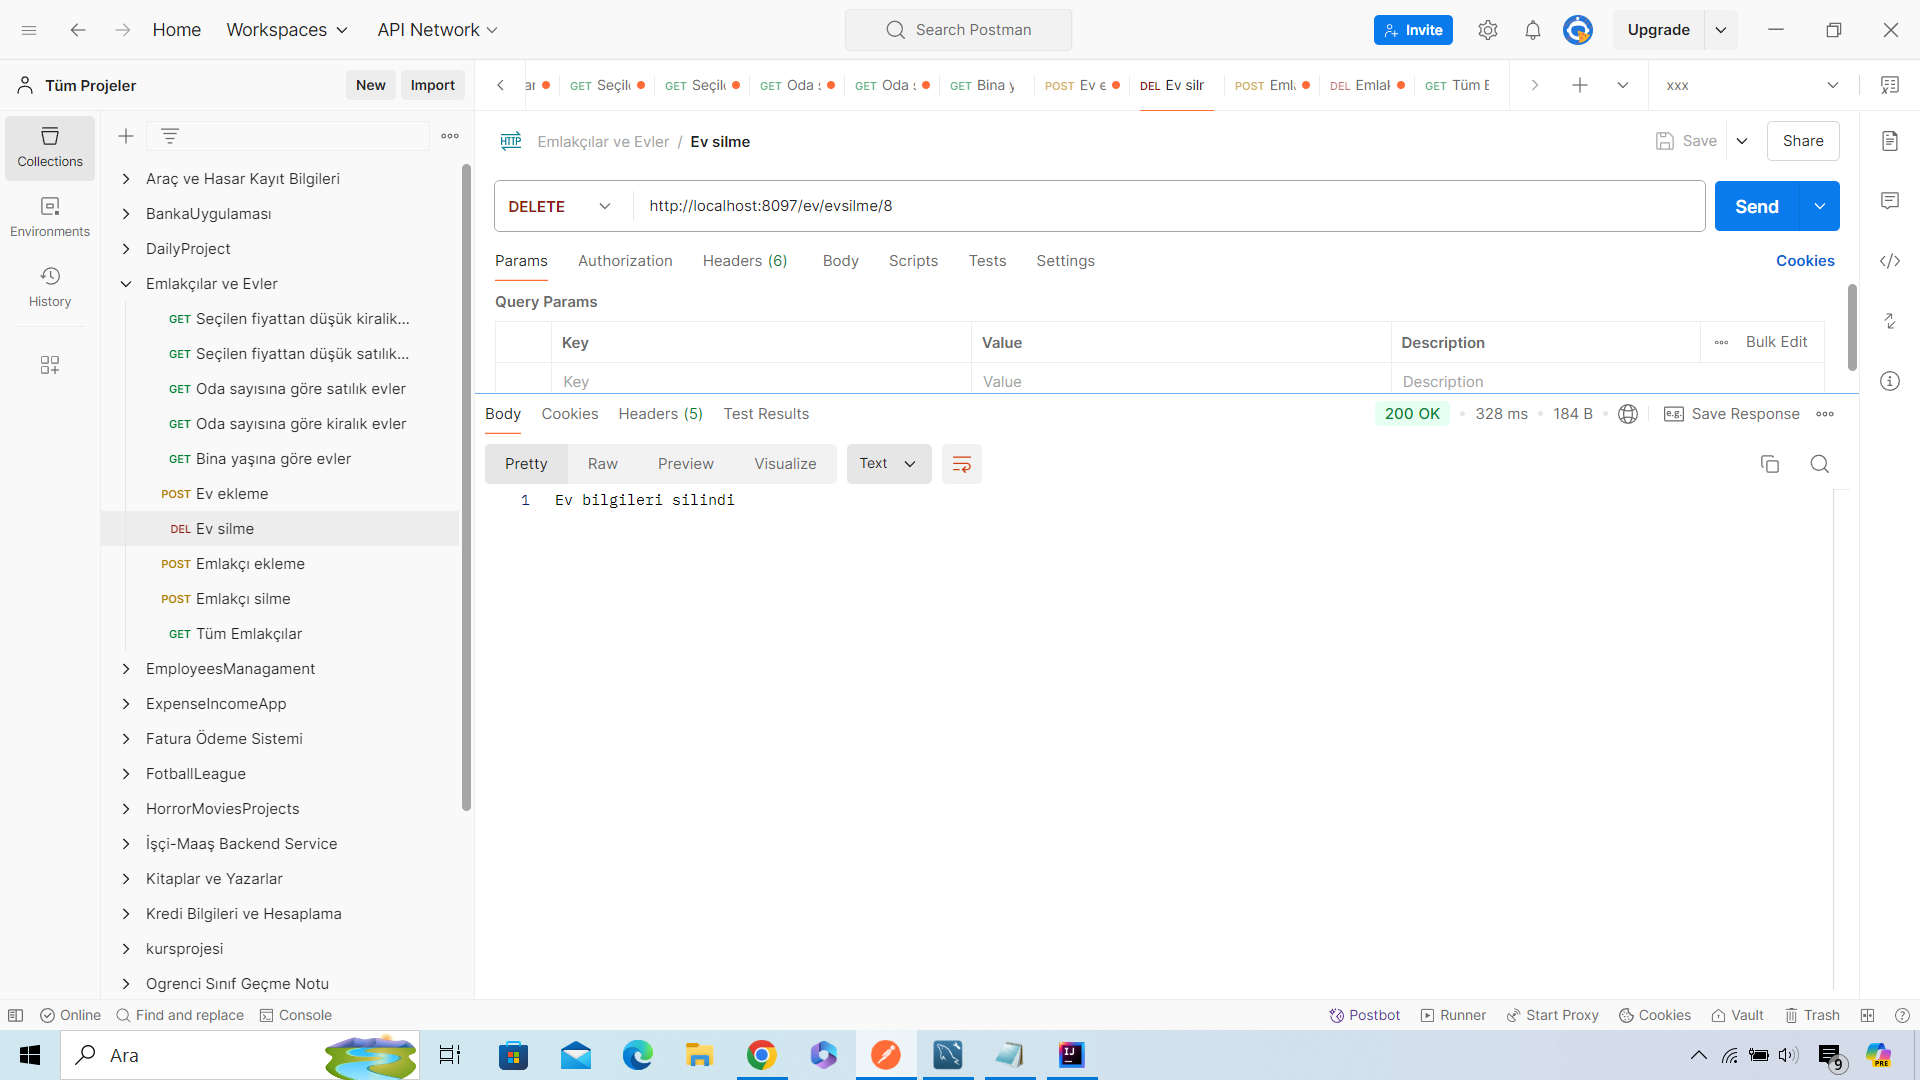 Home
Workspaces
API Network
Search Postman
Invite
Upgrade
Tüm Projeler
New
Import
GET Seçil
GET Seçil
GET Oda s
GET Oda s
GET Bina y
POST Ev e
DEL Ev silr
POST Eml
DEL Emlak
GET Tüm E
xxx
Collections
Environments
History
Araç ve Hasar Kayıt Bilgileri
BankaUygulaması
DailyProject
Emlakçılar ve Evler
GET Seçilen fiyattan düşük kiralik...
GET Seçilen fiyattan düşük satılık...
GET Oda sayısına göre satılık evler
GET Oda sayısına göre kiralık evler
GET Bina yaşına göre evler
POST Ev ekleme
DEL Ev silme
POST Emlakçı ekleme
POST Emlakçı silme
GET Tüm Emlakçılar
EmployeesManagament
ExpenseIncomeApp
Fatura Ödeme Sistemi
FotballLeague
HorrorMoviesProjects
İşçi-Maaş Backend Service
Kitaplar ve Yazarlar
Kredi Bilgileri ve Hesaplama
kursprojesi
Ogrenci Sınıf Geçme Notu
HTTP Emlakçılar ve Evler / Ev silme
Save
Share
DELETE
http://localhost:8097/ev/evsilme/8
Send
Params
Authorization
Headers (6)
Body
Scripts
Tests
Settings
Cookies
Query Params
Key
Value
Description
Bulk Edit
Key
Value
Description
Body
Cookies
Headers (5)
Test Results
200 OK
328 ms
184 B
e.g. Save Response
Pretty
Raw
Preview
Visualize
Text
1 Ev bilgileri silindi
Online
Find and replace
Console
Postbot
Runner
Start Proxy
Cookies
Vault
Trash
Ara
IJ
9
PRE